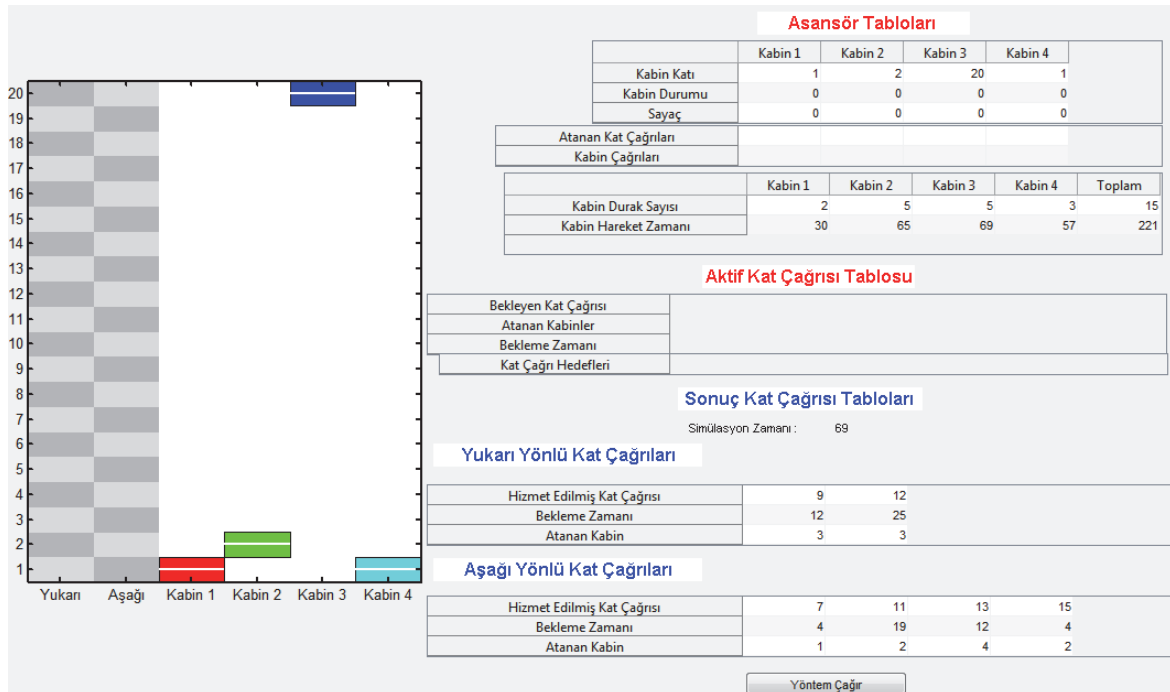 Asansör Tabloları
Kabin 1 Kabin 2 Kabin 3 Kabin 4
Kabin Katı 1 2 20 1
Kabin Durumu 0 0 0 0
Sayaç 0 0 0 0
Atanan Kat Çağrıları
Kabin Çağrıları
Kabin 1 Kabin 2 Kabin 3 Kabin 4 Toplam
Kabin Durak Sayısı 2 5 5 3 15
Kabin Hareket Zamanı 30 65 69 57 221
Aktif Kat Çağrısı Tablosu
Bekleyen Kat Çağrısı
Atanan Kabinler
Bekleme Zamanı
Kat Çağrı Hedefleri
Sonuç Kat Çağrısı Tabloları
Simülasyon Zamanı : 69
Yukarı Yönlü Kat Çağrıları
Hizmet Edilmiş Kat Çağrısı 9 12
Bekleme Zamanı 12 25
Atanan Kabin 3 3
Aşağı Yönlü Kat Çağrıları
Hizmet Edilmiş Kat Çağrısı 7 11 13 15
Bekleme Zamanı 4 19 12 4
Atanan Kabin 1 2 4 2
Yöntem Çağır
20
19
18
17
16
15
14
13
12
11
10
9
8
7
6
5
4
3
2
1
Yukarı Aşağı Kabin 1 Kabin 2 Kabin 3 Kabin 4